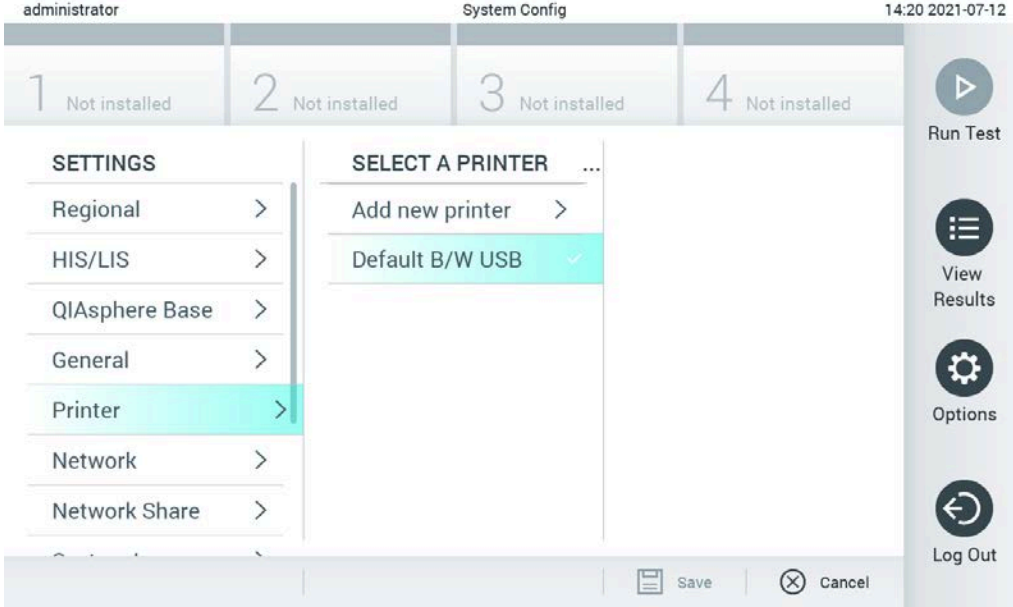 administrator System Config 14:20 2021-07-12
1 Not installed 2 Not installed 3 Not installed 4 Not installed
Run Test
SETTINGS SELECT A PRINTER ...
Regional Add new printer
HIS/LIS Default B/W USB
View
Results
QIAsphere Base
General
Printer
Options
Network
Network Share
Log Out
Save Cancel